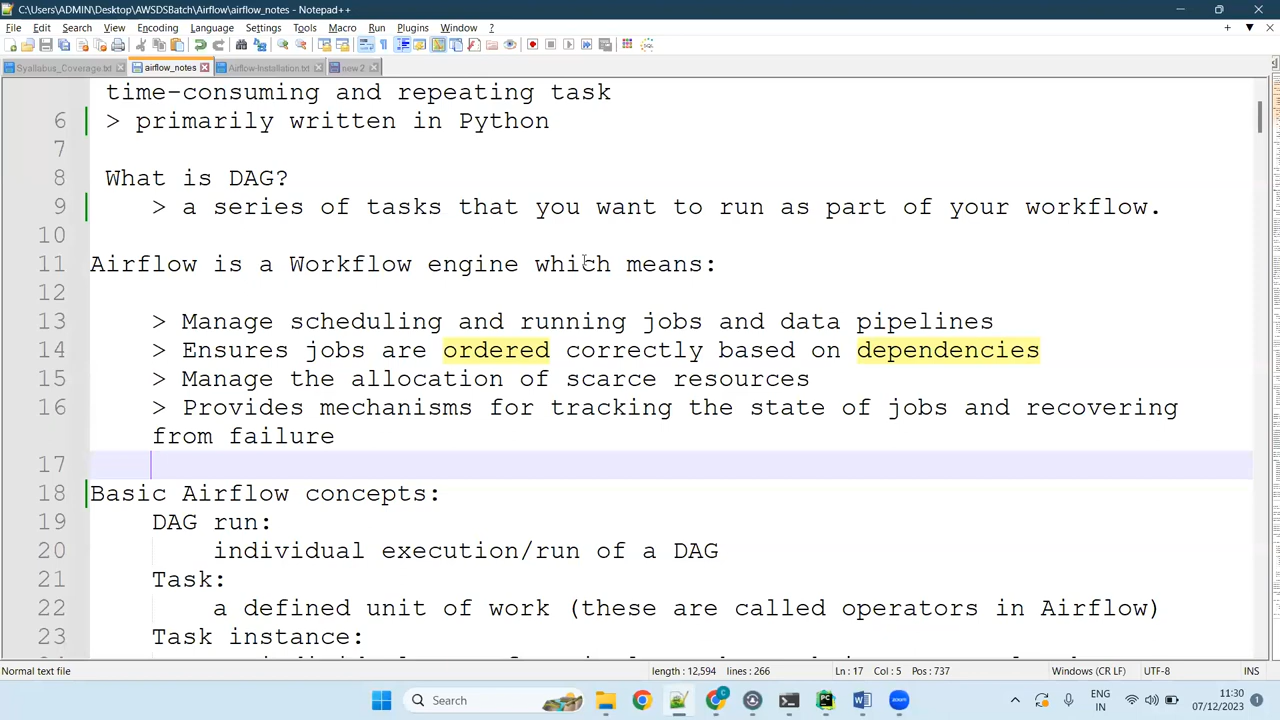 C:\Users\ADMIN\Desktop\AWSDSBatch\Airflow\airflow_notes - Notepad++
File Edit Search View Encoding Language Settings Tools Macro Run Plugins Window ?
Syallabus_Coverage.txt airflow_notes Airflow-Installation.txt new 2
time-consuming and repeating task
6 > primarily written in Python
7
8 What is DAG?
9 > a series of tasks that you want to run as part of your workflow.
10
11 Airflow is a Workflow engine which means:
12
13 > Manage scheduling and running jobs and data pipelines
14 > Ensures jobs are ordered correctly based on dependencies
15 > Manage the allocation of scarce resources
16 > Provides mechanisms for tracking the state of jobs and recovering
from failure
17
18 Basic Airflow concepts:
19 DAG run:
20 individual execution/run of a DAG
21 Task:
22 a defined unit of work (these are called operators in Airflow)
23 Task instance:
Normal text file length : 12,594 lines : 266 Ln : 17 Col : 5 Pos : 737 Windows (CR LF) UTF-8 INS
Search ENG IN 11:30 07/12/2023